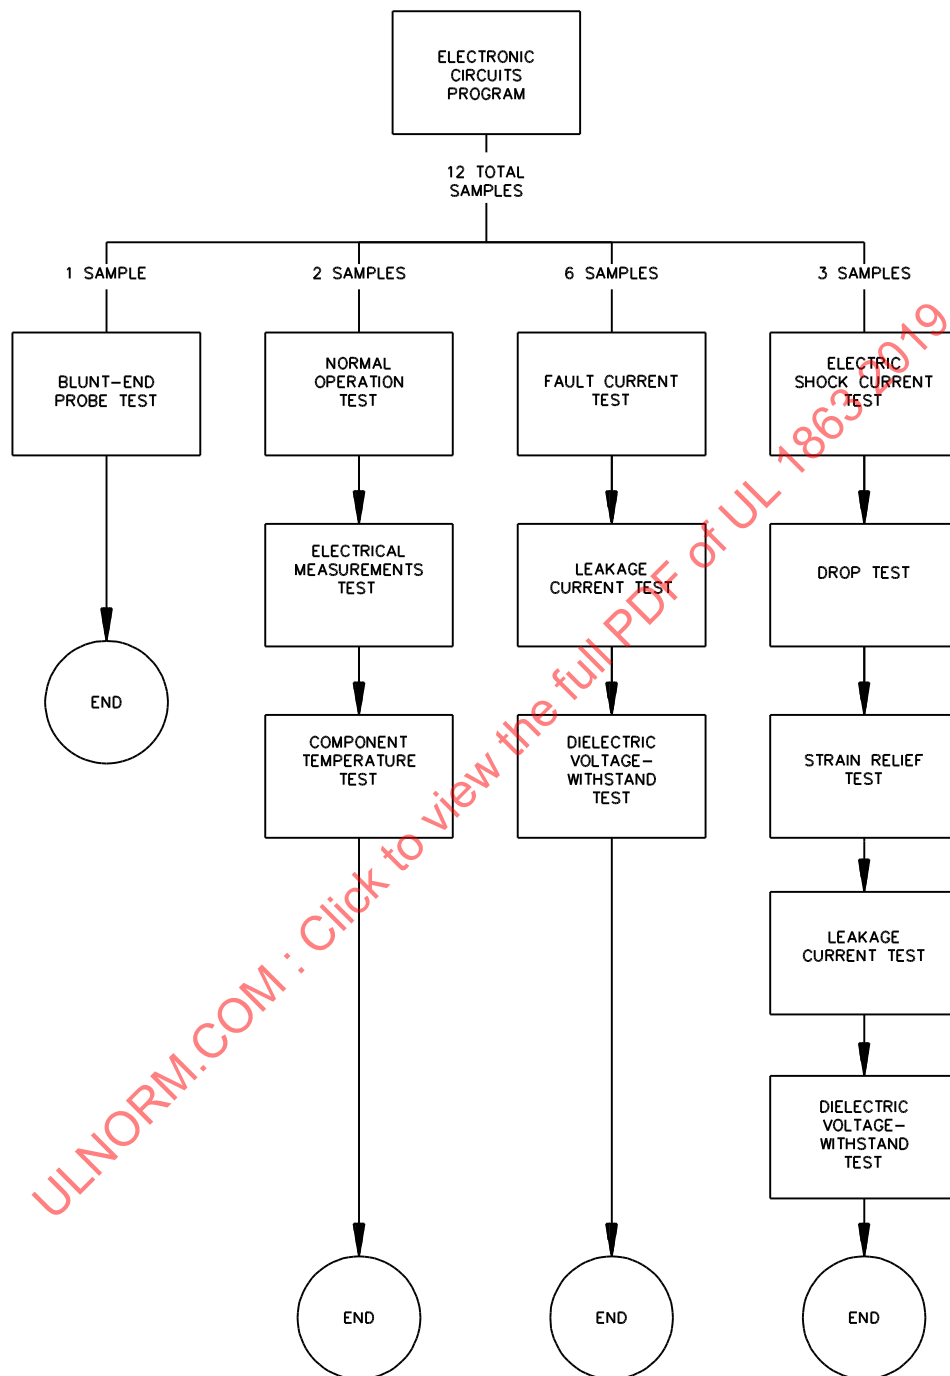 ELECTRONIC
CIRCUITS
PROGRAM
12 TOTAL
SAMPLES
1 SAMPLE
2 SAMPLES
6 SAMPLES
3 SAMPLES
BLUNT-END
PROBE TEST
NORMAL
OPERATION
TEST
FAULT CURRENT
TEST
ELECTRIC
SHOCK CURRENT
TEST
ELECTRICAL
MEASUREMENTS
TEST
LEAKAGE
CURRENT TEST
DROP TEST
END
COMPONENT
TEMPERATURE
TEST
DIELECTRIC
VOLTAGE-
WITHSTAND
TEST
STRAIN RELIEF
TEST
LEAKAGE
CURRENT TEST
DIELECTRIC
VOLTAGE-
WITHSTAND
TEST
END
END
END
ULNORM.COM : Click to view the full PDF of UL 1863 2019